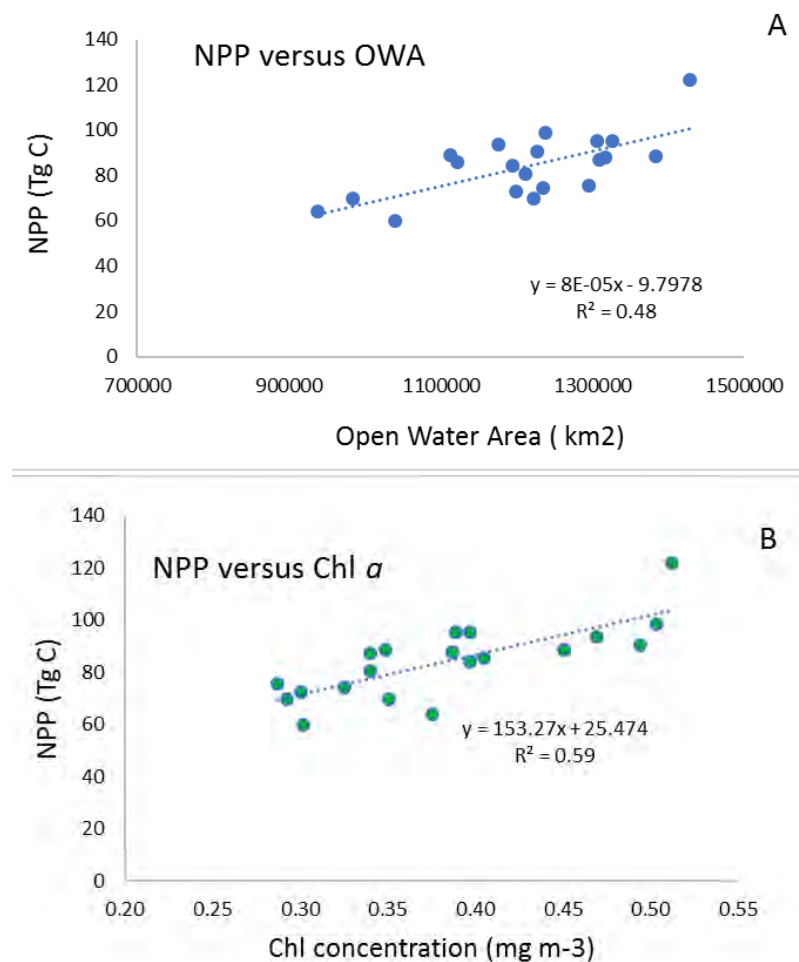 A
NPP versus OWA
140
120
100
80
60
40
20
0
NPP (Tg C)
y = 8E-05x - 9.7978
R² = 0.48
700000 900000 1100000 1300000 1500000
Open Water Area ( km2)
B
NPP versus Chl a
140
120
100
80
60
40
20
0
NPP (Tg C)
y = 153.27x + 25.474
R² = 0.59
0.20 0.25 0.30 0.35 0.40 0.45 0.50 0.55
Chl concentration (mg m-3)